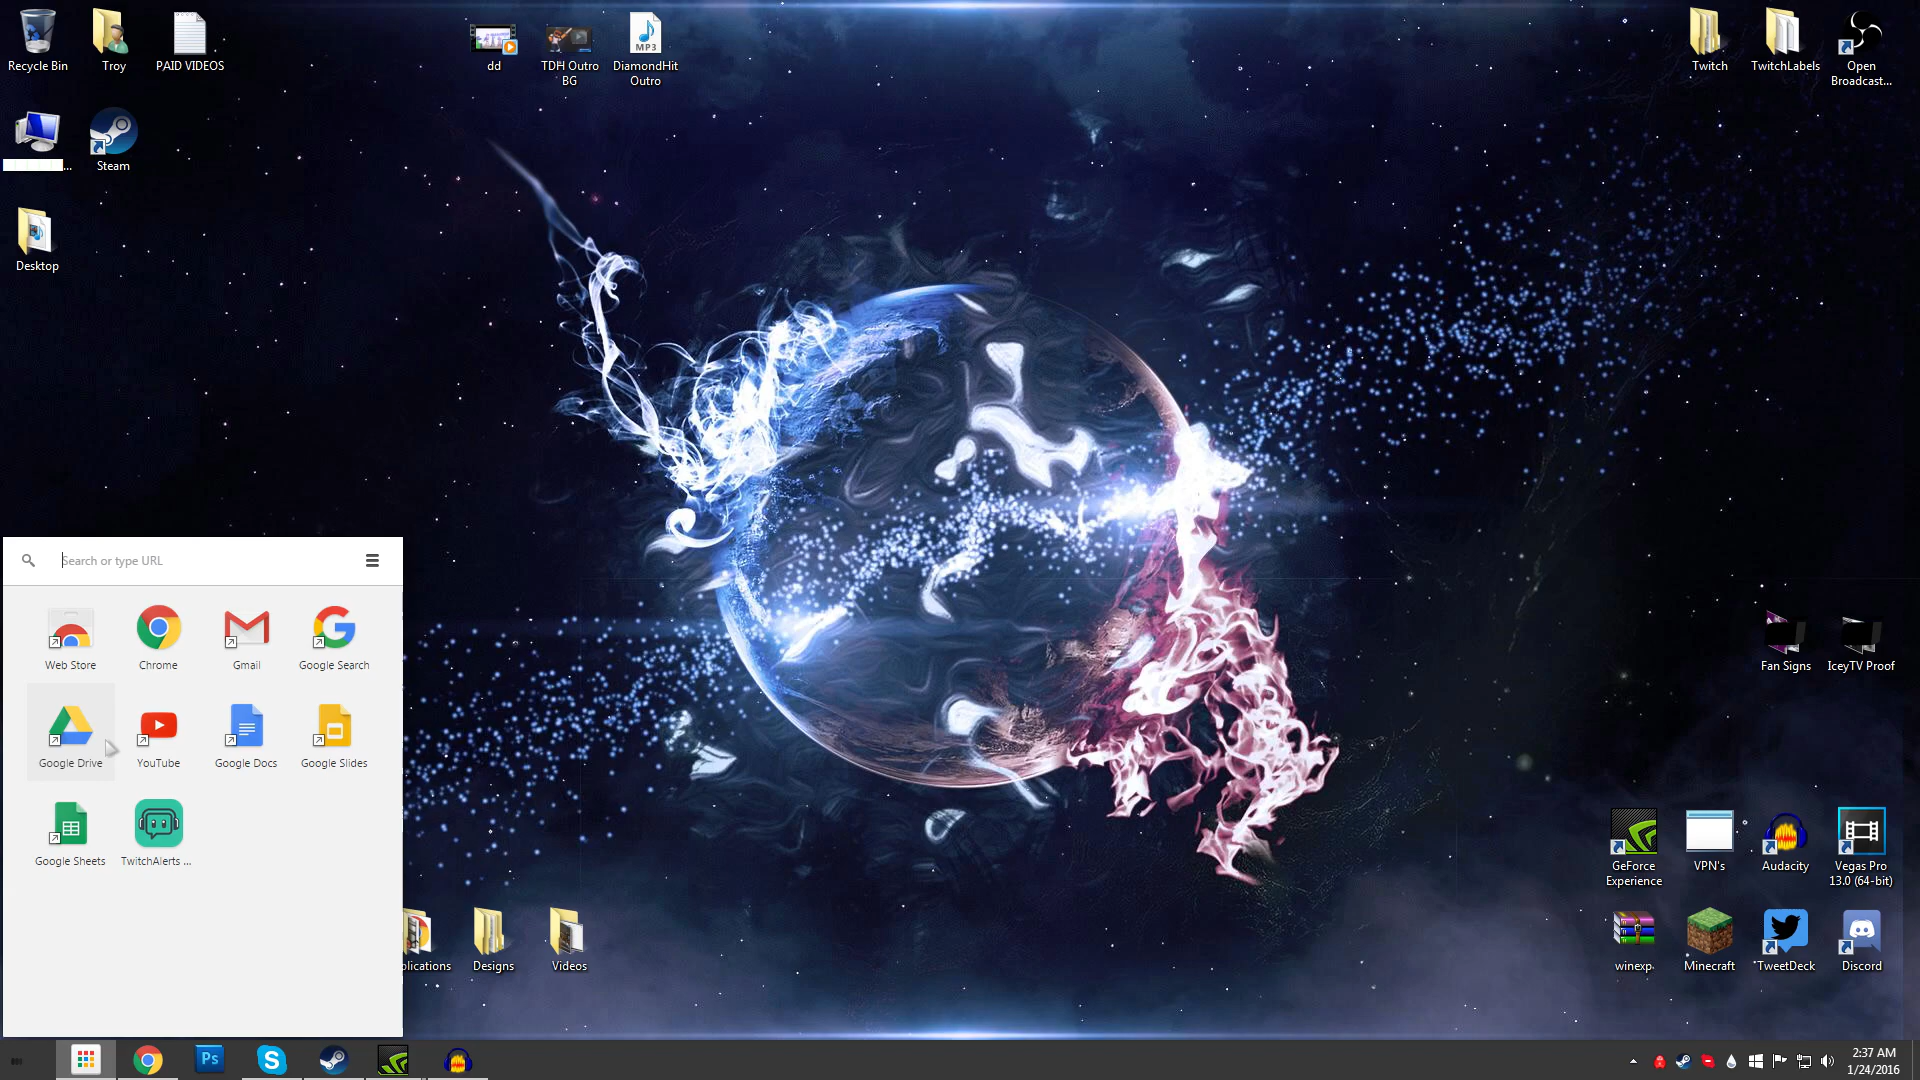 Recycle Bin
Troy
PAID VIDEOS
dd
TDH Outro
BG
DiamondHit
Outro
MP3
Twitch
TwitchLabels
Open
Broadcast...
...
Steam
Desktop
Search or type URL
Web Store
Chrome
Gmail
Google Search
Google Drive
YouTube
Google Docs
Google Slides
Google Sheets
TwitchAlerts ...
Fan Signs
IceyTV Proof
GeForce
Experience
VPN's
Audacity
Vegas Pro
13.0 (64-bit)
plications
Designs
Videos
winexp
Minecraft
TweetDeck
Discord
Ps
2:37 AM
1/24/2016